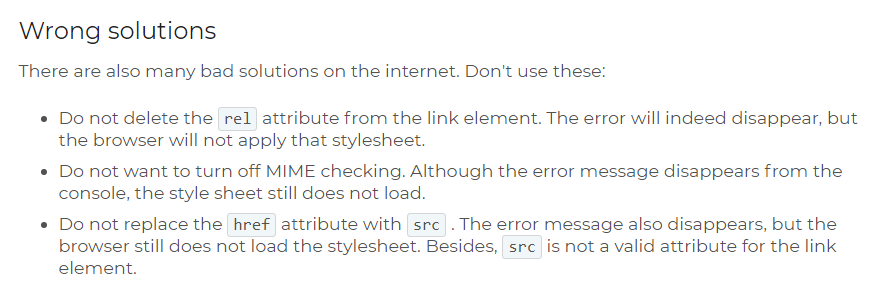 Wrong solutions
There are also many bad solutions on the internet. Don't use these:
• Do not delete the rel attribute from the link element. The error will indeed disappear, but
the browser will not apply that stylesheet.
• Do not want to turn off MIME checking. Although the error message disappears from the
console, the style sheet still does not load.
• Do not replace the href attribute with src . The error message also disappears, but the
browser still does not load the stylesheet. Besides, src is not a valid attribute for the link
element.